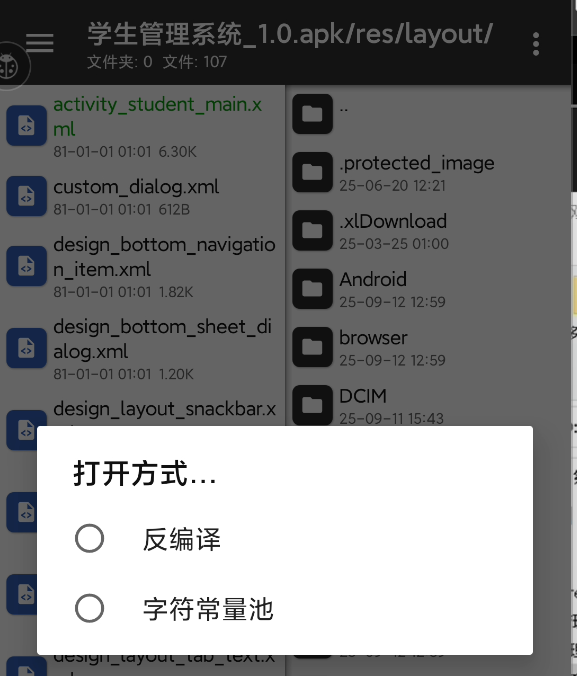 学生管理系统_1.0.apk/res/layout/
文件夹: 0  文件: 107
activity_student_main.x
ml
81-01-01 01:01  6.30K
custom_dialog.xml
81-01-01 01:01  612B
design_bottom_navigatio
n_item.xml
81-01-01 01:01  1.82K
design_bottom_sheet_di
alog.xml
81-01-01 01:01  1.20K
design_layout_snackbar.x
..
.protected_image
25-06-20 12:21
.xlDownload
25-03-25 01:00
Android
25-09-12 12:59
browser
25-09-12 12:59
DCIM
25-09-11 15:43
打开方式...
反编译
字符常量池
design_layout_tab_text.x